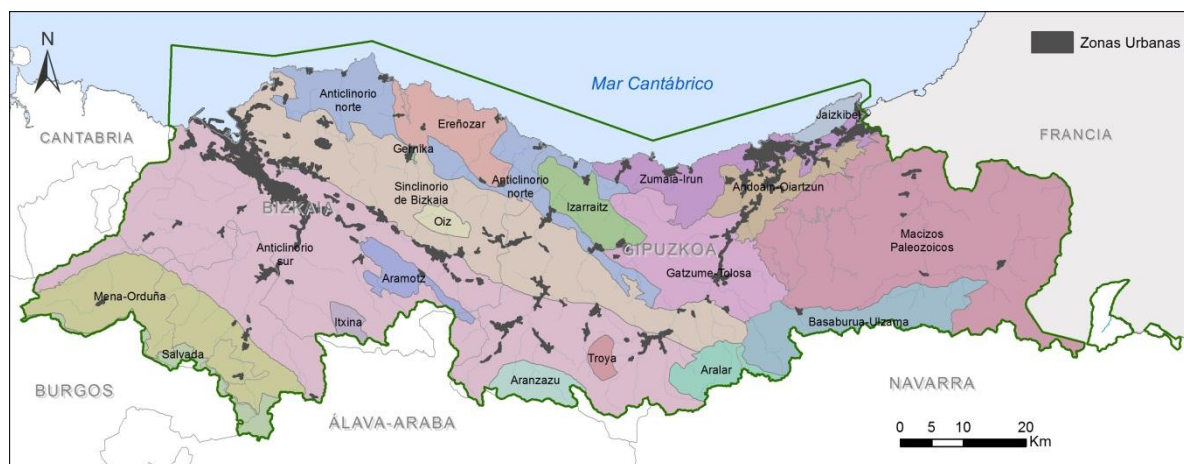 N
Zonas Urbanas
Mar Cantábrico
CANTABRIA
FRANCIA
Anticlinorio
norte
Ereñozar
Jaizkibel
Gernika
Anticlinorio
norte
Zumaia-Irun
Andoain-Oiartzun
Sinclinorio
de Bizkaia
Izarraitz
BIZKAIA
Oiz
GIPUZKOA
Macizos
Paleozoicos
Anticlinorio
sur
Aramotz
Gatzume-Tolosa
Mena-Orduña
Itxina
Basaburua-Ulzama
Salvada
Troya
Aralar
Aranzazu
BURGOS
NAVARRA
ÁLAVA-ARABA
0 5 10 20
Km